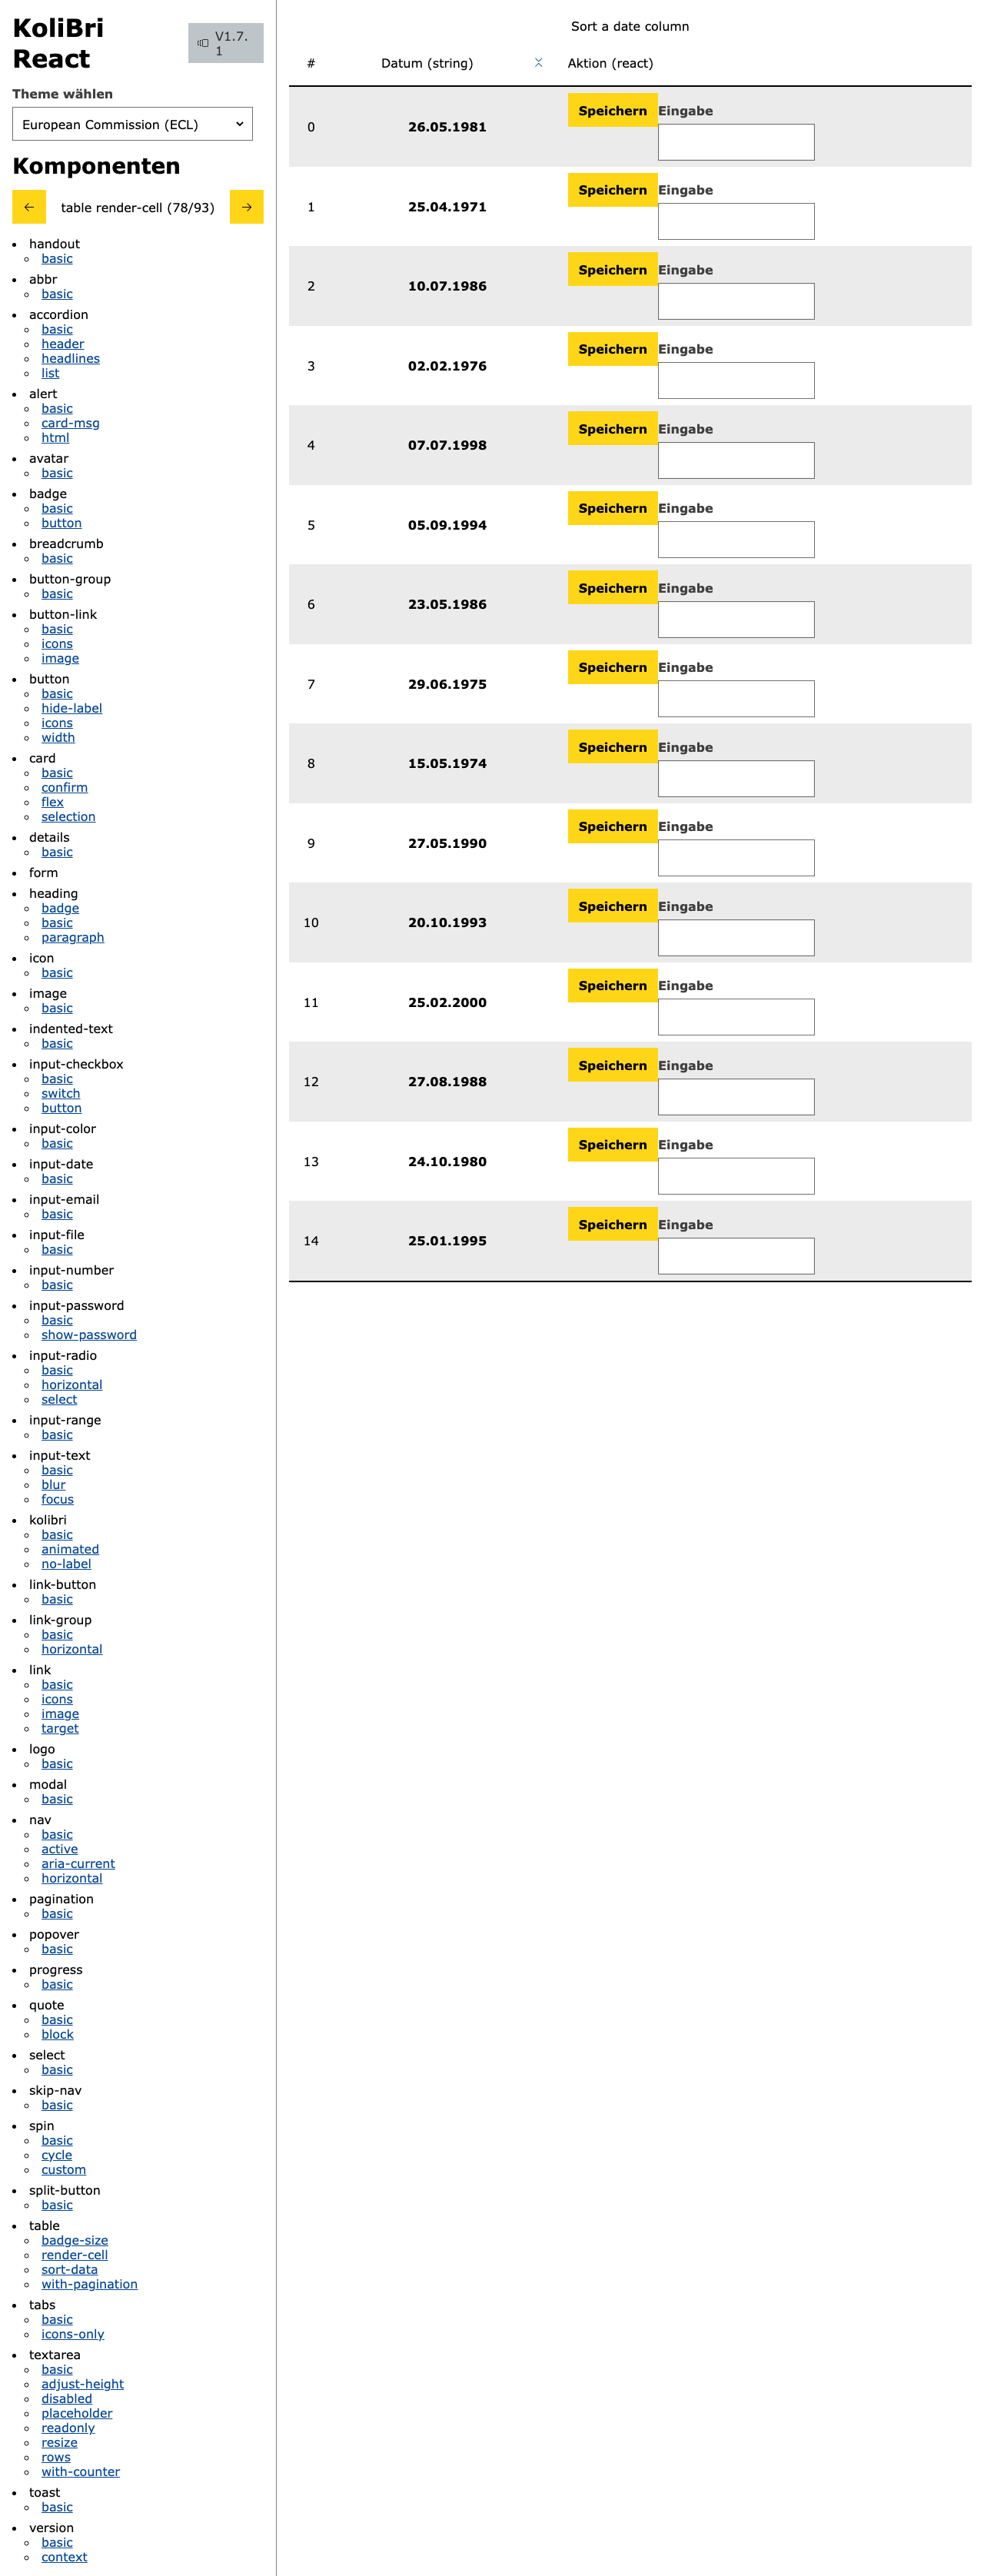 KoliBri
React
V1.7.
1
Theme wählen
European Commission (ECL)
Komponenten
table render-cell (78/93)
handout
basic
abbr
basic
accordion
basic
header
headlines
list
alert
basic
card-msg
html
avatar
basic
badge
basic
button
breadcrumb
basic
button-group
basic
button-link
basic
icons
image
button
basic
hide-label
icons
width
card
basic
confirm
flex
selection
details
basic
form
heading
badge
basic
paragraph
icon
basic
image
basic
indented-text
basic
input-checkbox
basic
switch
button
input-color
basic
input-date
basic
input-email
basic
input-file
basic
input-number
basic
input-password
basic
show-password
input-radio
basic
horizontal
select
input-range
basic
input-text
basic
blur
focus
kolibri
basic
animated
no-label
link-button
basic
link-group
basic
horizontal
link
basic
icons
image
target
logo
basic
modal
basic
nav
basic
active
aria-current
horizontal
pagination
basic
popover
basic
progress
basic
quote
basic
block
select
basic
skip-nav
basic
spin
basic
cycle
custom
split-button
basic
table
badge-size
render-cell
sort-data
with-pagination
tabs
basic
icons-only
textarea
basic
adjust-height
disabled
placeholder
readonly
resize
rows
with-counter
toast
basic
version
basic
context
Sort a date column
# Datum (string) Aktion (react)
0 26.05.1981 Speichern Eingabe
1 25.04.1971 Speichern Eingabe
2 10.07.1986 Speichern Eingabe
3 02.02.1976 Speichern Eingabe
4 07.07.1998 Speichern Eingabe
5 05.09.1994 Speichern Eingabe
6 23.05.1986 Speichern Eingabe
7 29.06.1975 Speichern Eingabe
8 15.05.1974 Speichern Eingabe
9 27.05.1990 Speichern Eingabe
10 20.10.1993 Speichern Eingabe
11 25.02.2000 Speichern Eingabe
12 27.08.1988 Speichern Eingabe
13 24.10.1980 Speichern Eingabe
14 25.01.1995 Speichern Eingabe